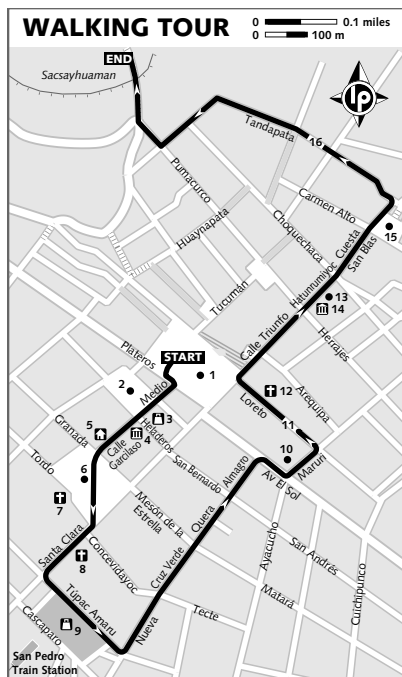 WALKING TOUR
0 0.1 miles
0 100 m
END
Sacsayhuaman
lp
Tandapata
16
Pumacurco
Carmen Alto
15
Huaynapata
Choquechaca
Cuesta
San Blas
Hatunrumiyoc
Tucumán
13
14
Herrajes
Calle Triunfo
Plateros
START
1
2
Medio
12
Arequipa
Loreto
11
3
4
5
Granada
Calle
Garcilaso
Heladeros
San Bernardo
10
Maruri
Almagro
Av El Sol
6
Tordo
7
Mesón de la
Estrella
Quera
San Andrés
Ayacucho
Santa Clara
8
Concevidayoc
Cruz Verde
Matará
Cuichipunco
Túpac Amaru
Nueva
Tecte
Cascaparo
9
San Pedro
Train Station